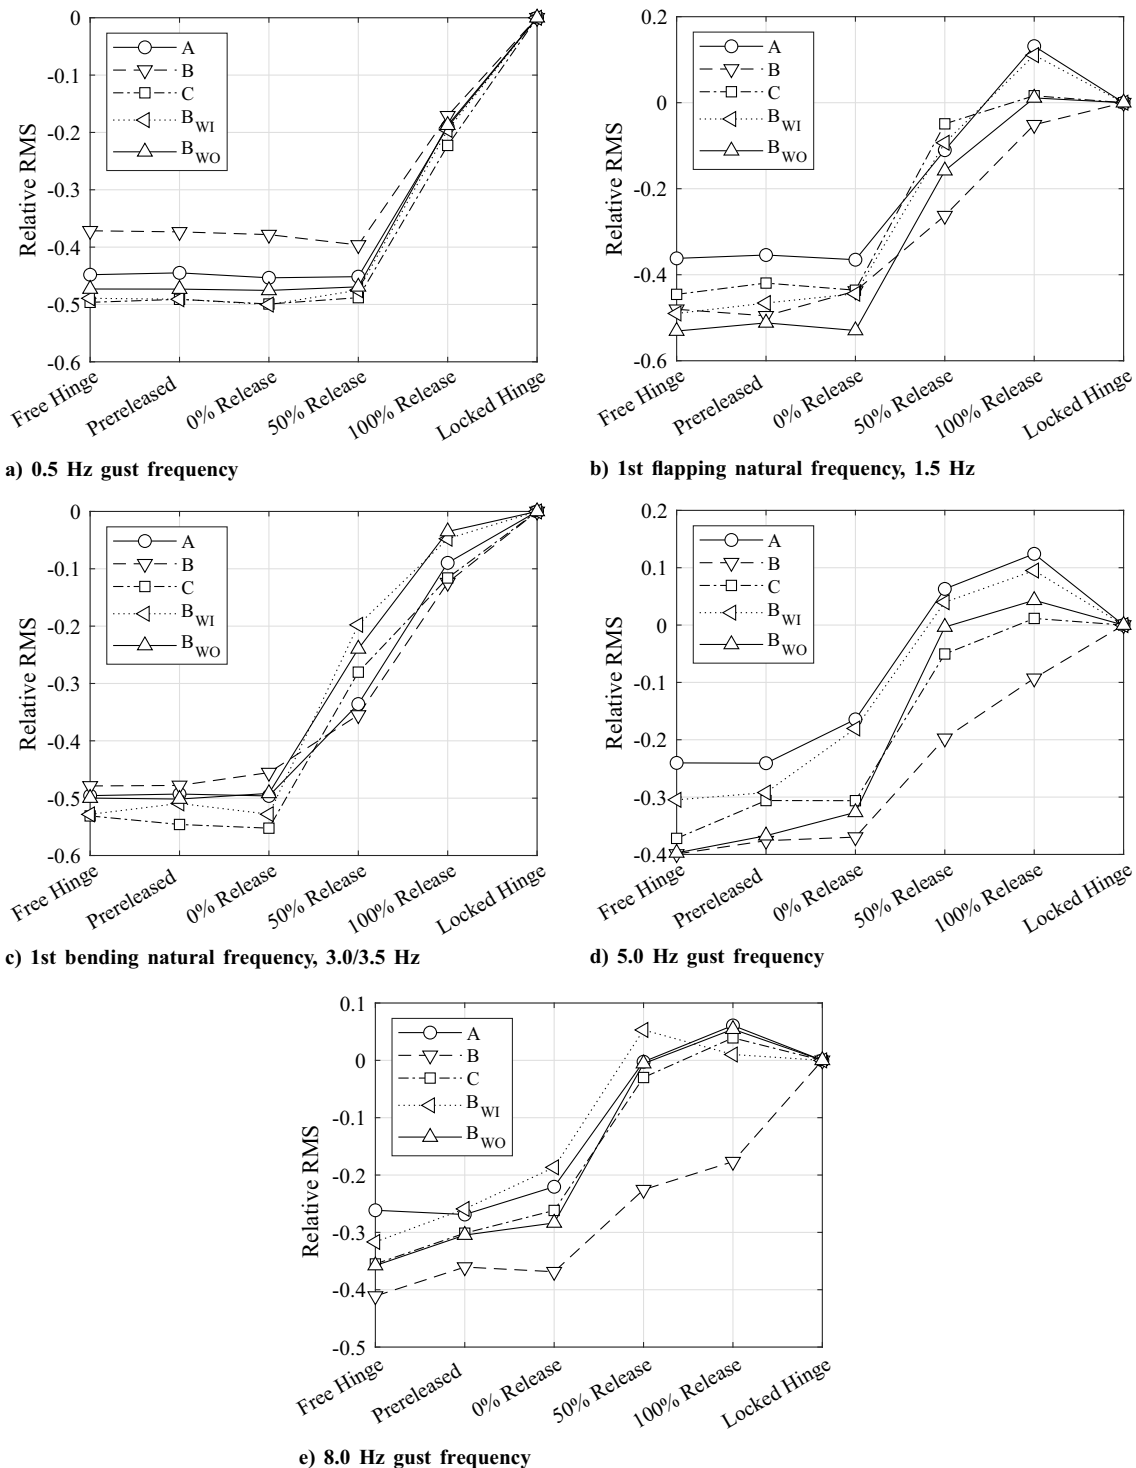 0
-0.1
-0.2
-0.3
-0.4
-0.5
-0.6
Relative RMS
A
B
C
B_WI
B_WO
Free Hinge
Prereleased
0% Release
50% Release
100% Release
Locked Hinge
a) 0.5 Hz gust frequency
0.2
0
-0.2
-0.4
-0.6
Relative RMS
A
B
C
B_WI
B_WO
Free Hinge
Prereleased
0% Release
50% Release
100% Release
Locked Hinge
b) 1st flapping natural frequency, 1.5 Hz
0
-0.1
-0.2
-0.3
-0.4
-0.5
-0.6
Relative RMS
A
B
C
B_WI
B_WO
Free Hinge
Prereleased
0% Release
50% Release
100% Release
Locked Hinge
c) 1st bending natural frequency, 3.0/3.5 Hz
0.2
0.1
0
-0.1
-0.2
-0.3
-0.4
Relative RMS
A
B
C
B_WI
B_WO
Free Hinge
Prereleased
0% Release
50% Release
100% Release
Locked Hinge
d) 5.0 Hz gust frequency
0.1
0
-0.1
-0.2
-0.3
-0.4
-0.5
Relative RMS
A
B
C
B_WI
B_WO
Free Hinge
Prereleased
0% Release
50% Release
100% Release
Locked Hinge
e) 8.0 Hz gust frequency